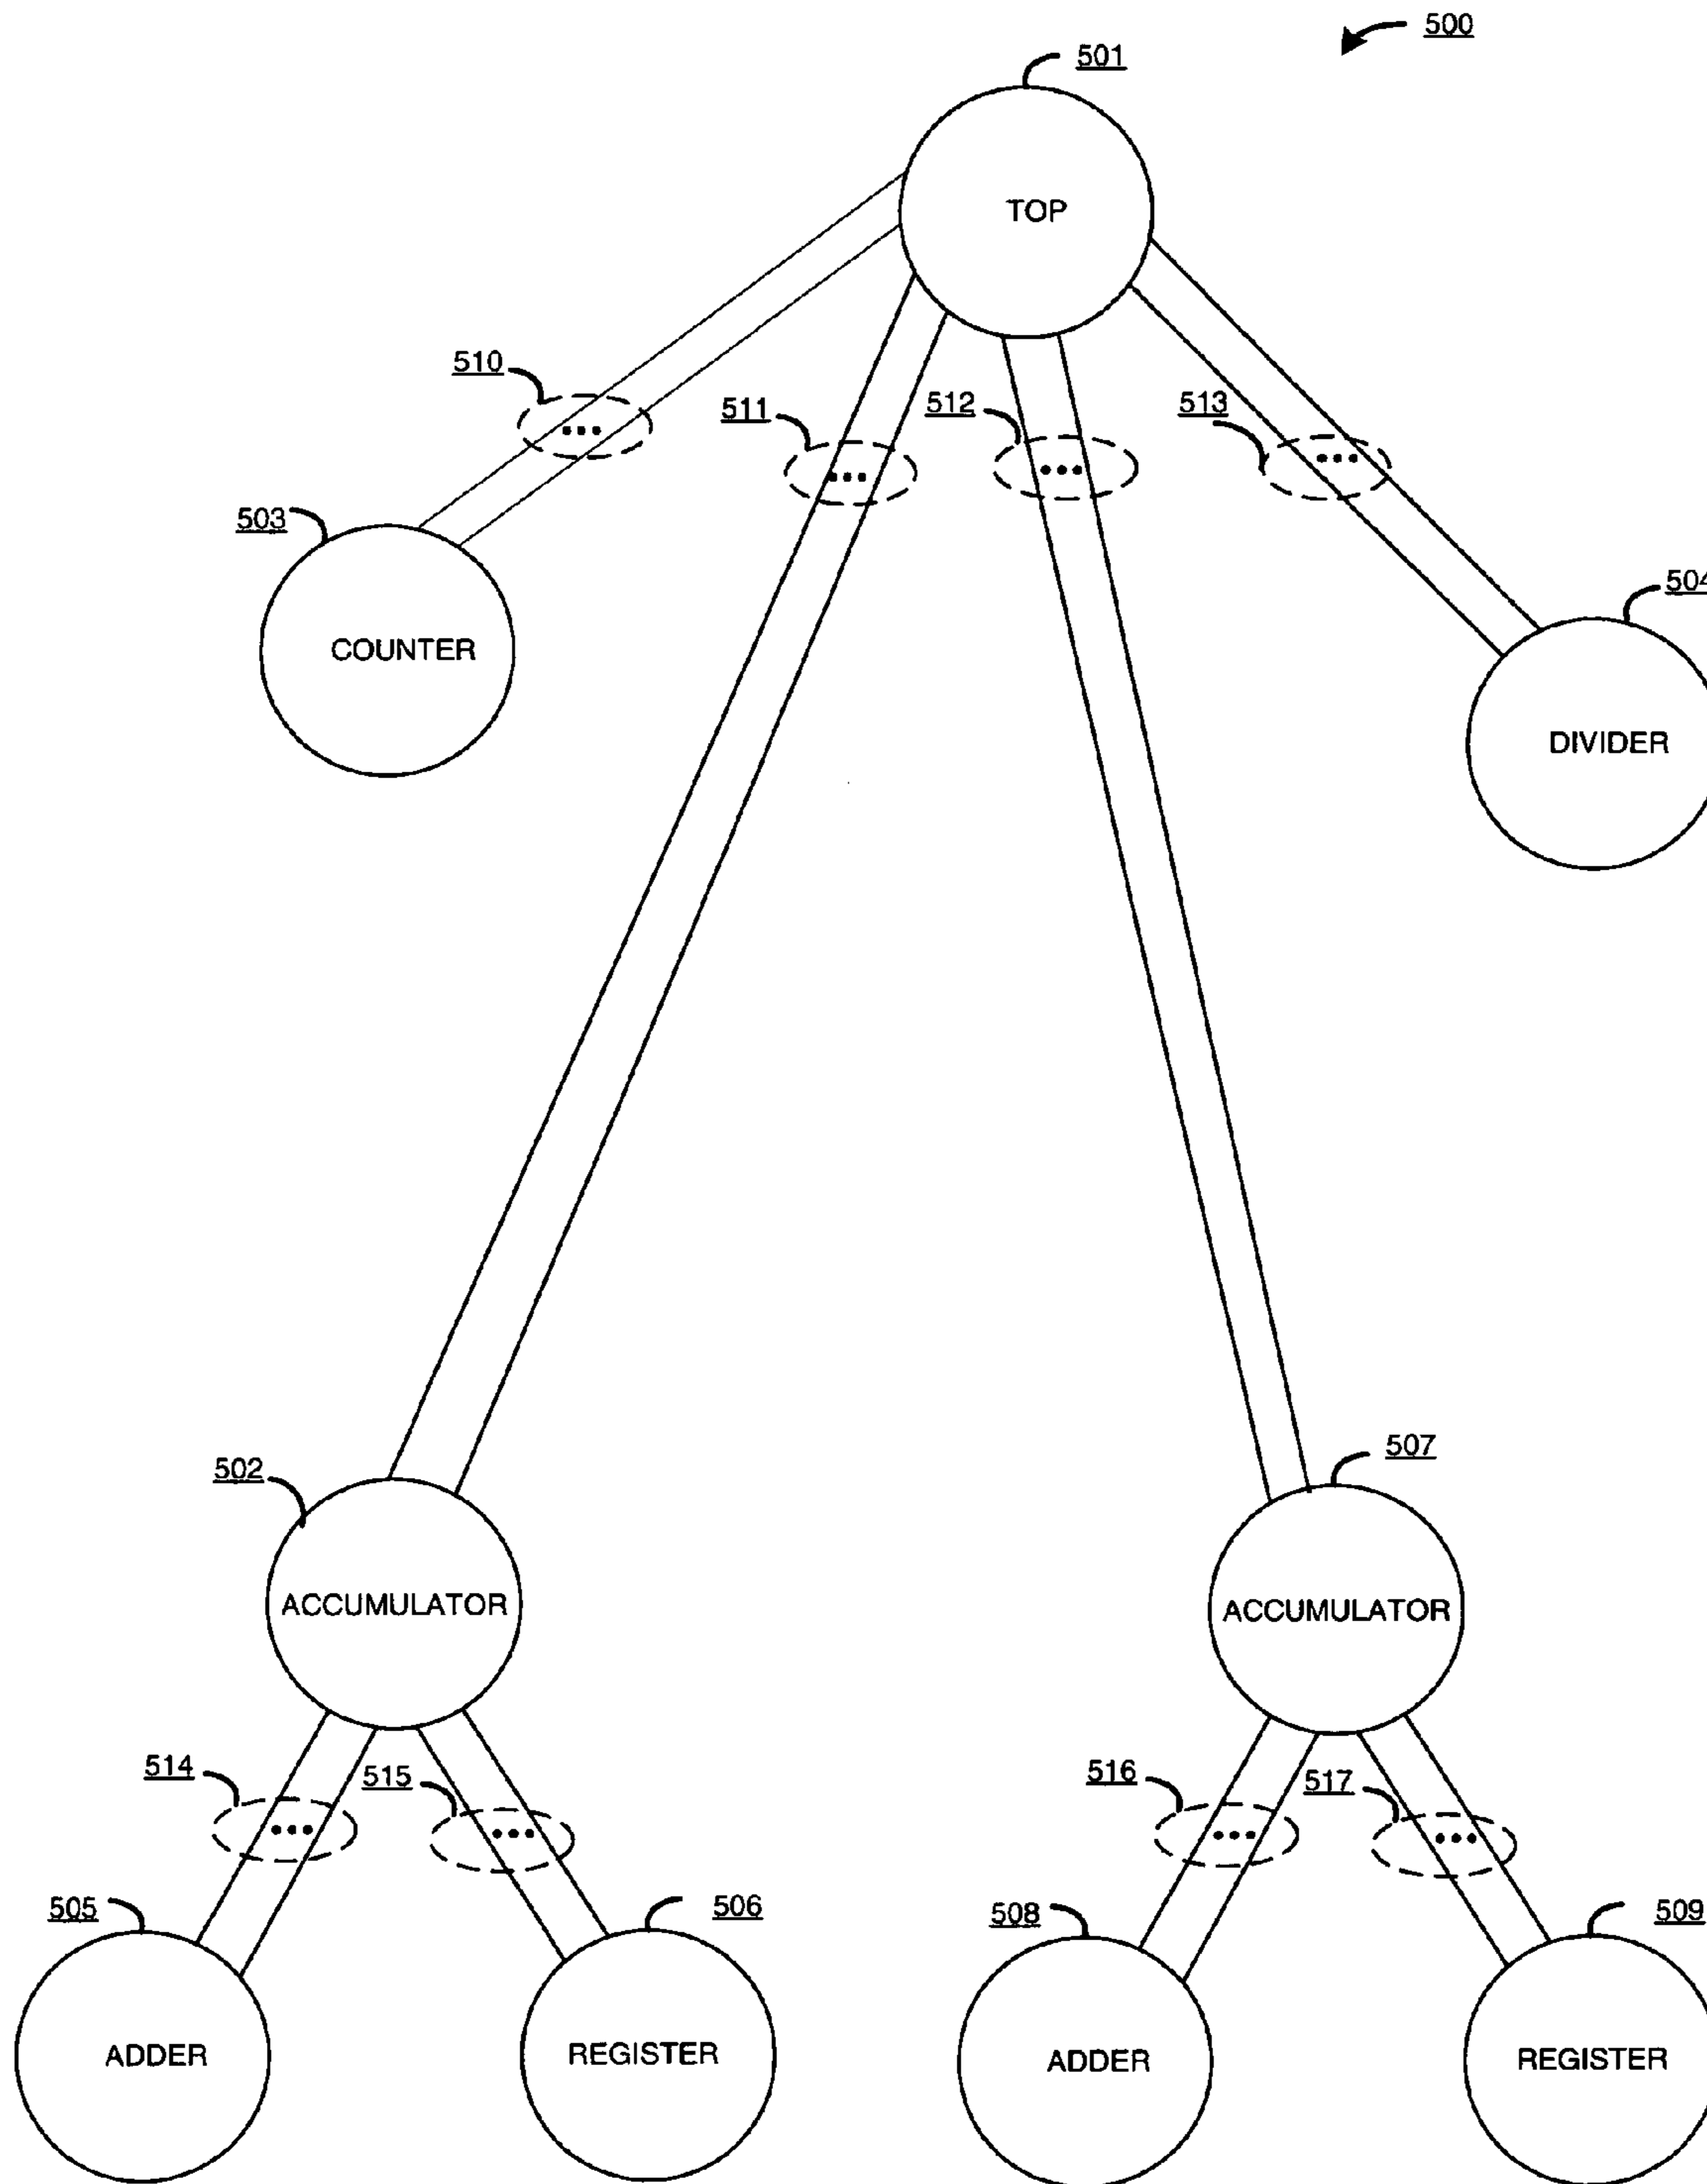 500
501
TOP
510
511
512
513
503
504
COUNTER
DIVIDER
502
507
ACCUMULATOR
ACCUMULATOR
514
515
516
517
505
506
508
509
ADDER
REGISTER
ADDER
REGISTER